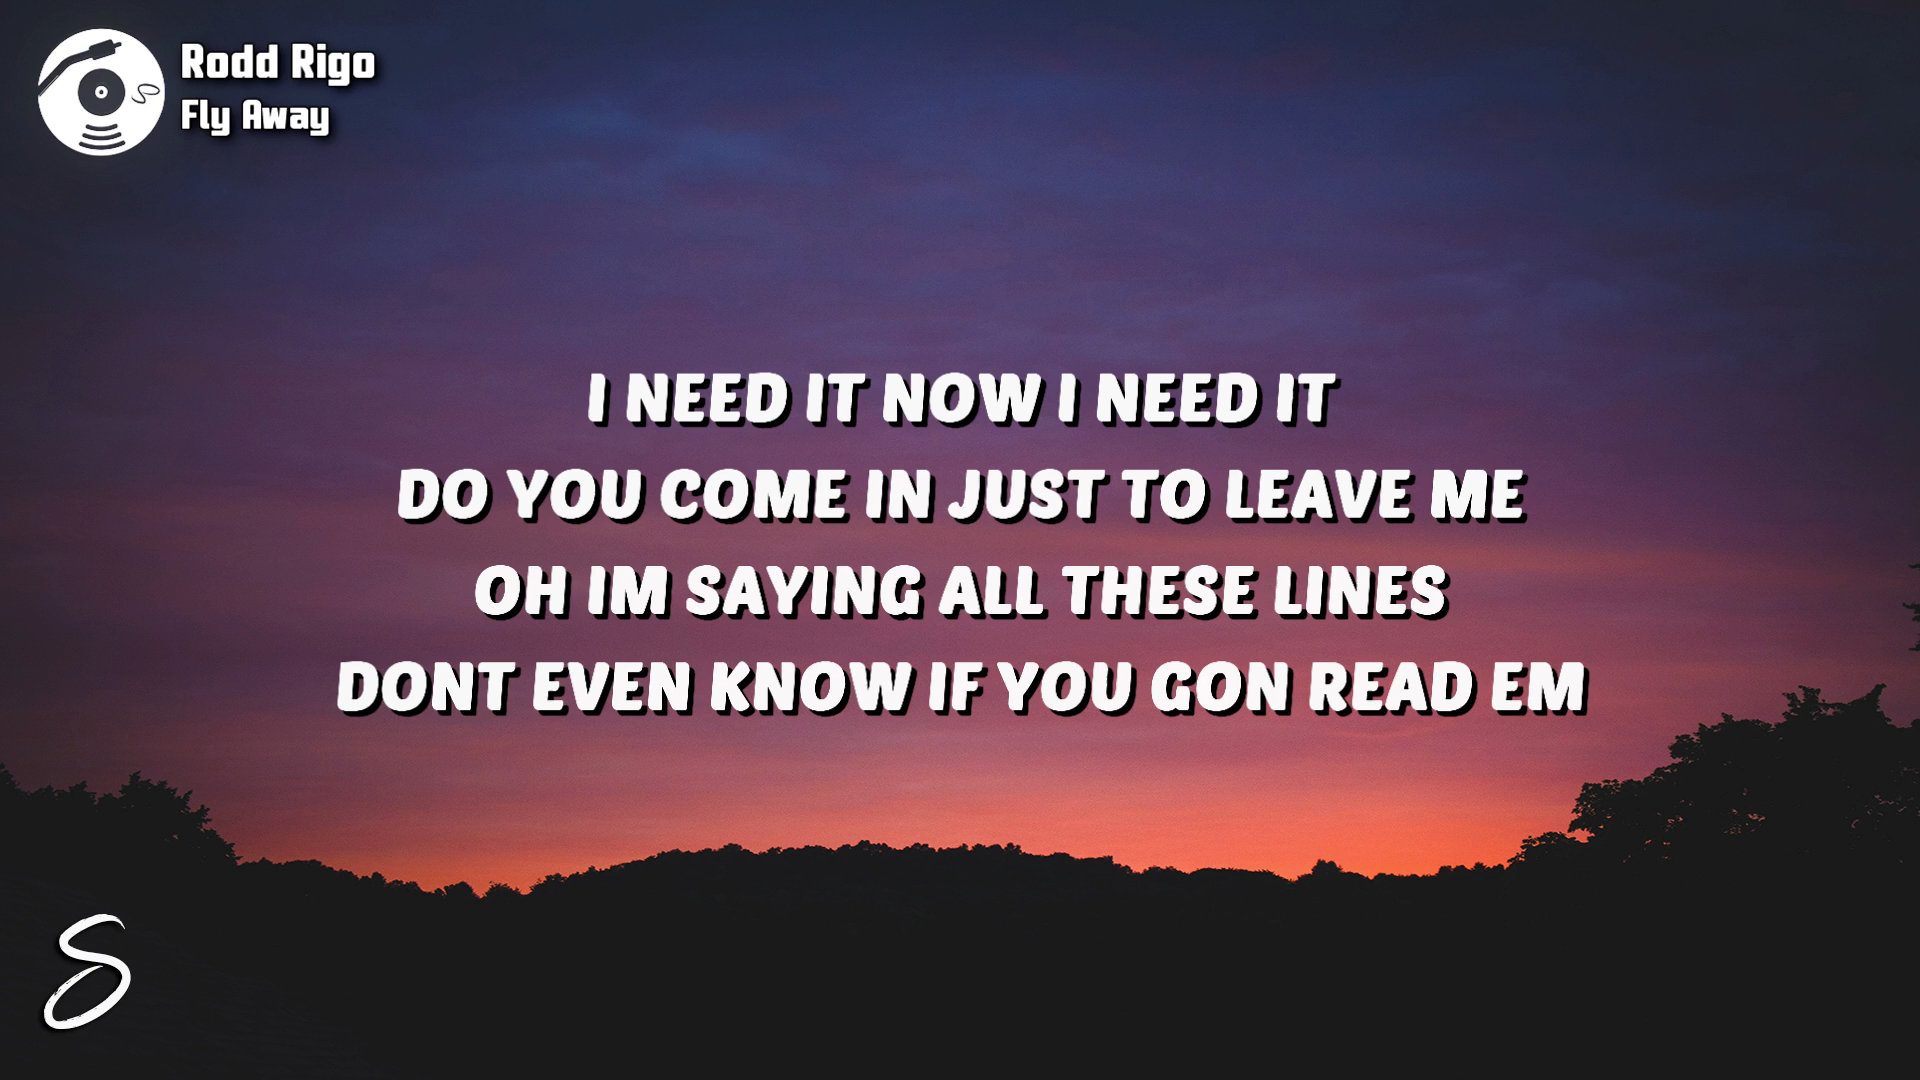 Rodd Rigo
Fly Away
I NEED IT NOW I NEED IT
DO YOU COME IN JUST TO LEAVE ME
OH IM SAYING ALL THESE LINES
DONT EVEN KNOW IF YOU GON READ EM
S